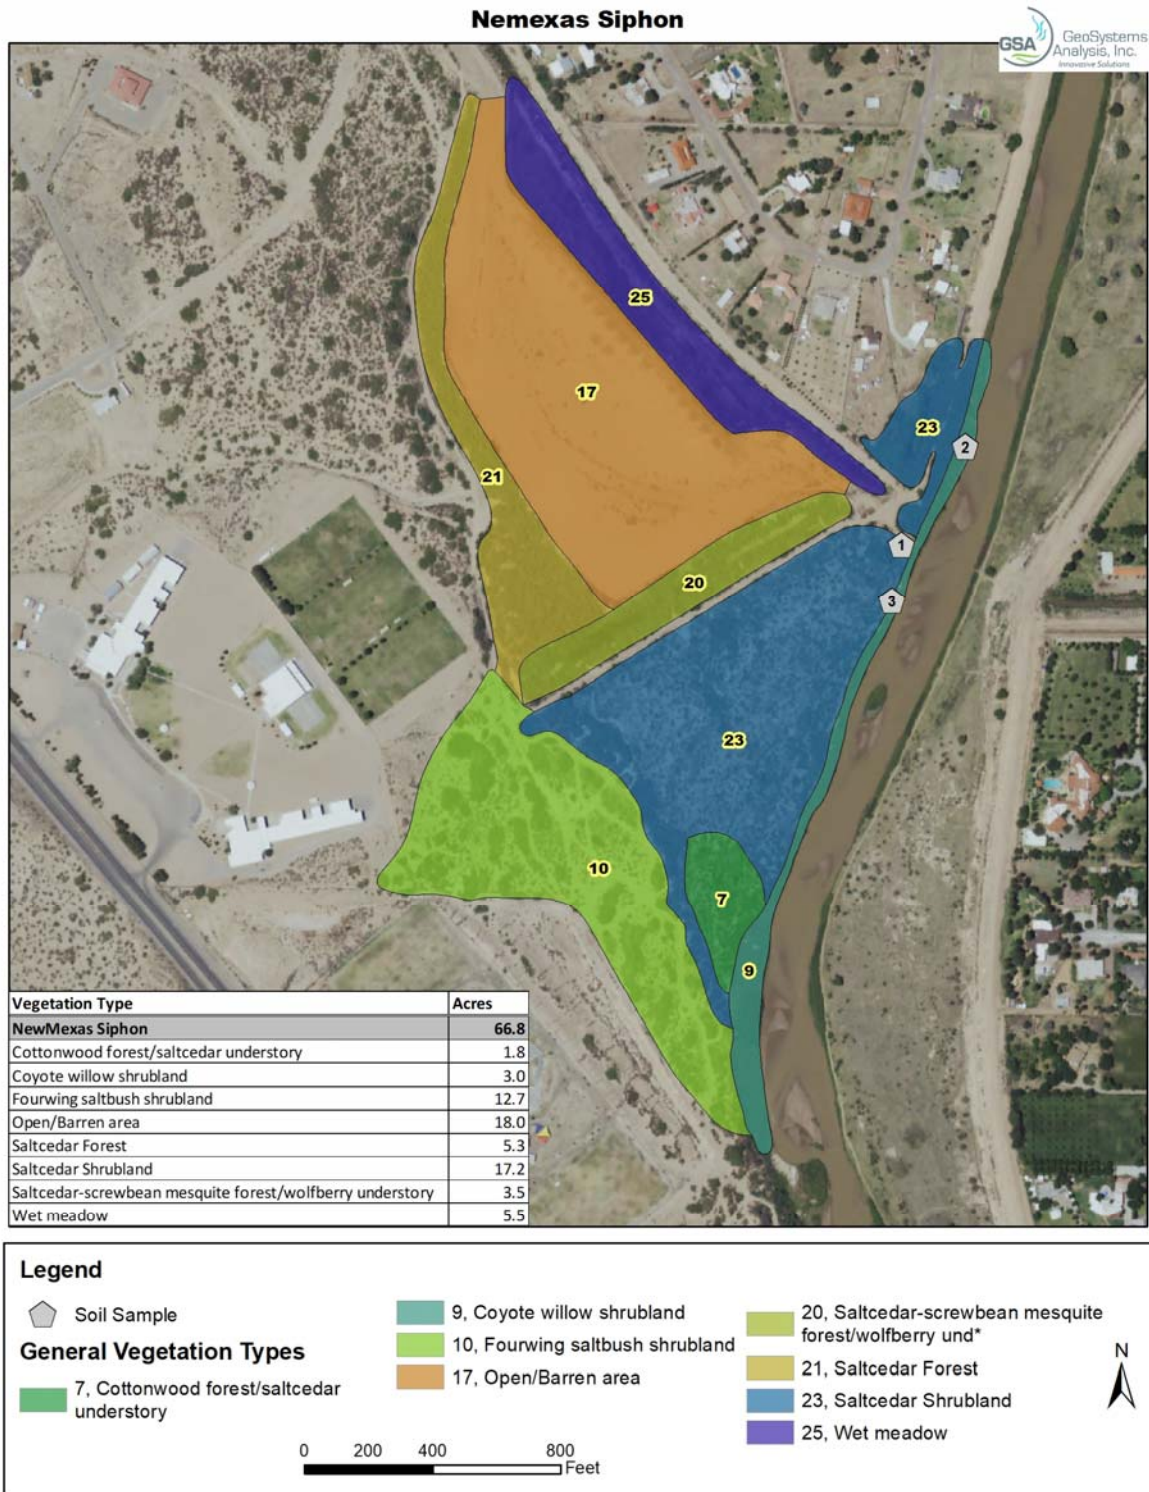 Nemexas Siphon
GSA
GeoSystems
Analysis, Inc.
Innovative Solutions
25
17
23
2
21
1
20
3
23
10
7
9
Vegetation Type Acres
NewMexas Siphon 66.8
Cottonwood forest/saltcedar understory 1.8
Coyote willow shrubland 3.0
Fourwing saltbush shrubland 12.7
Open/Barren area 18.0
Saltcedar Forest 5.3
Saltcedar Shrubland 17.2
Saltcedar-screwbean mesquite forest/wolfberry understory 3.5
Wet meadow 5.5
Legend
Soil Sample
General Vegetation Types
7, Cottonwood forest/saltcedar
understory
9, Coyote willow shrubland
10, Fourwing saltbush shrubland
17, Open/Barren area
20, Saltcedar-screwbean mesquite
forest/wolfberry und*
21, Saltcedar Forest
23, Saltcedar Shrubland
25, Wet meadow
N
0 200 400 800
Feet